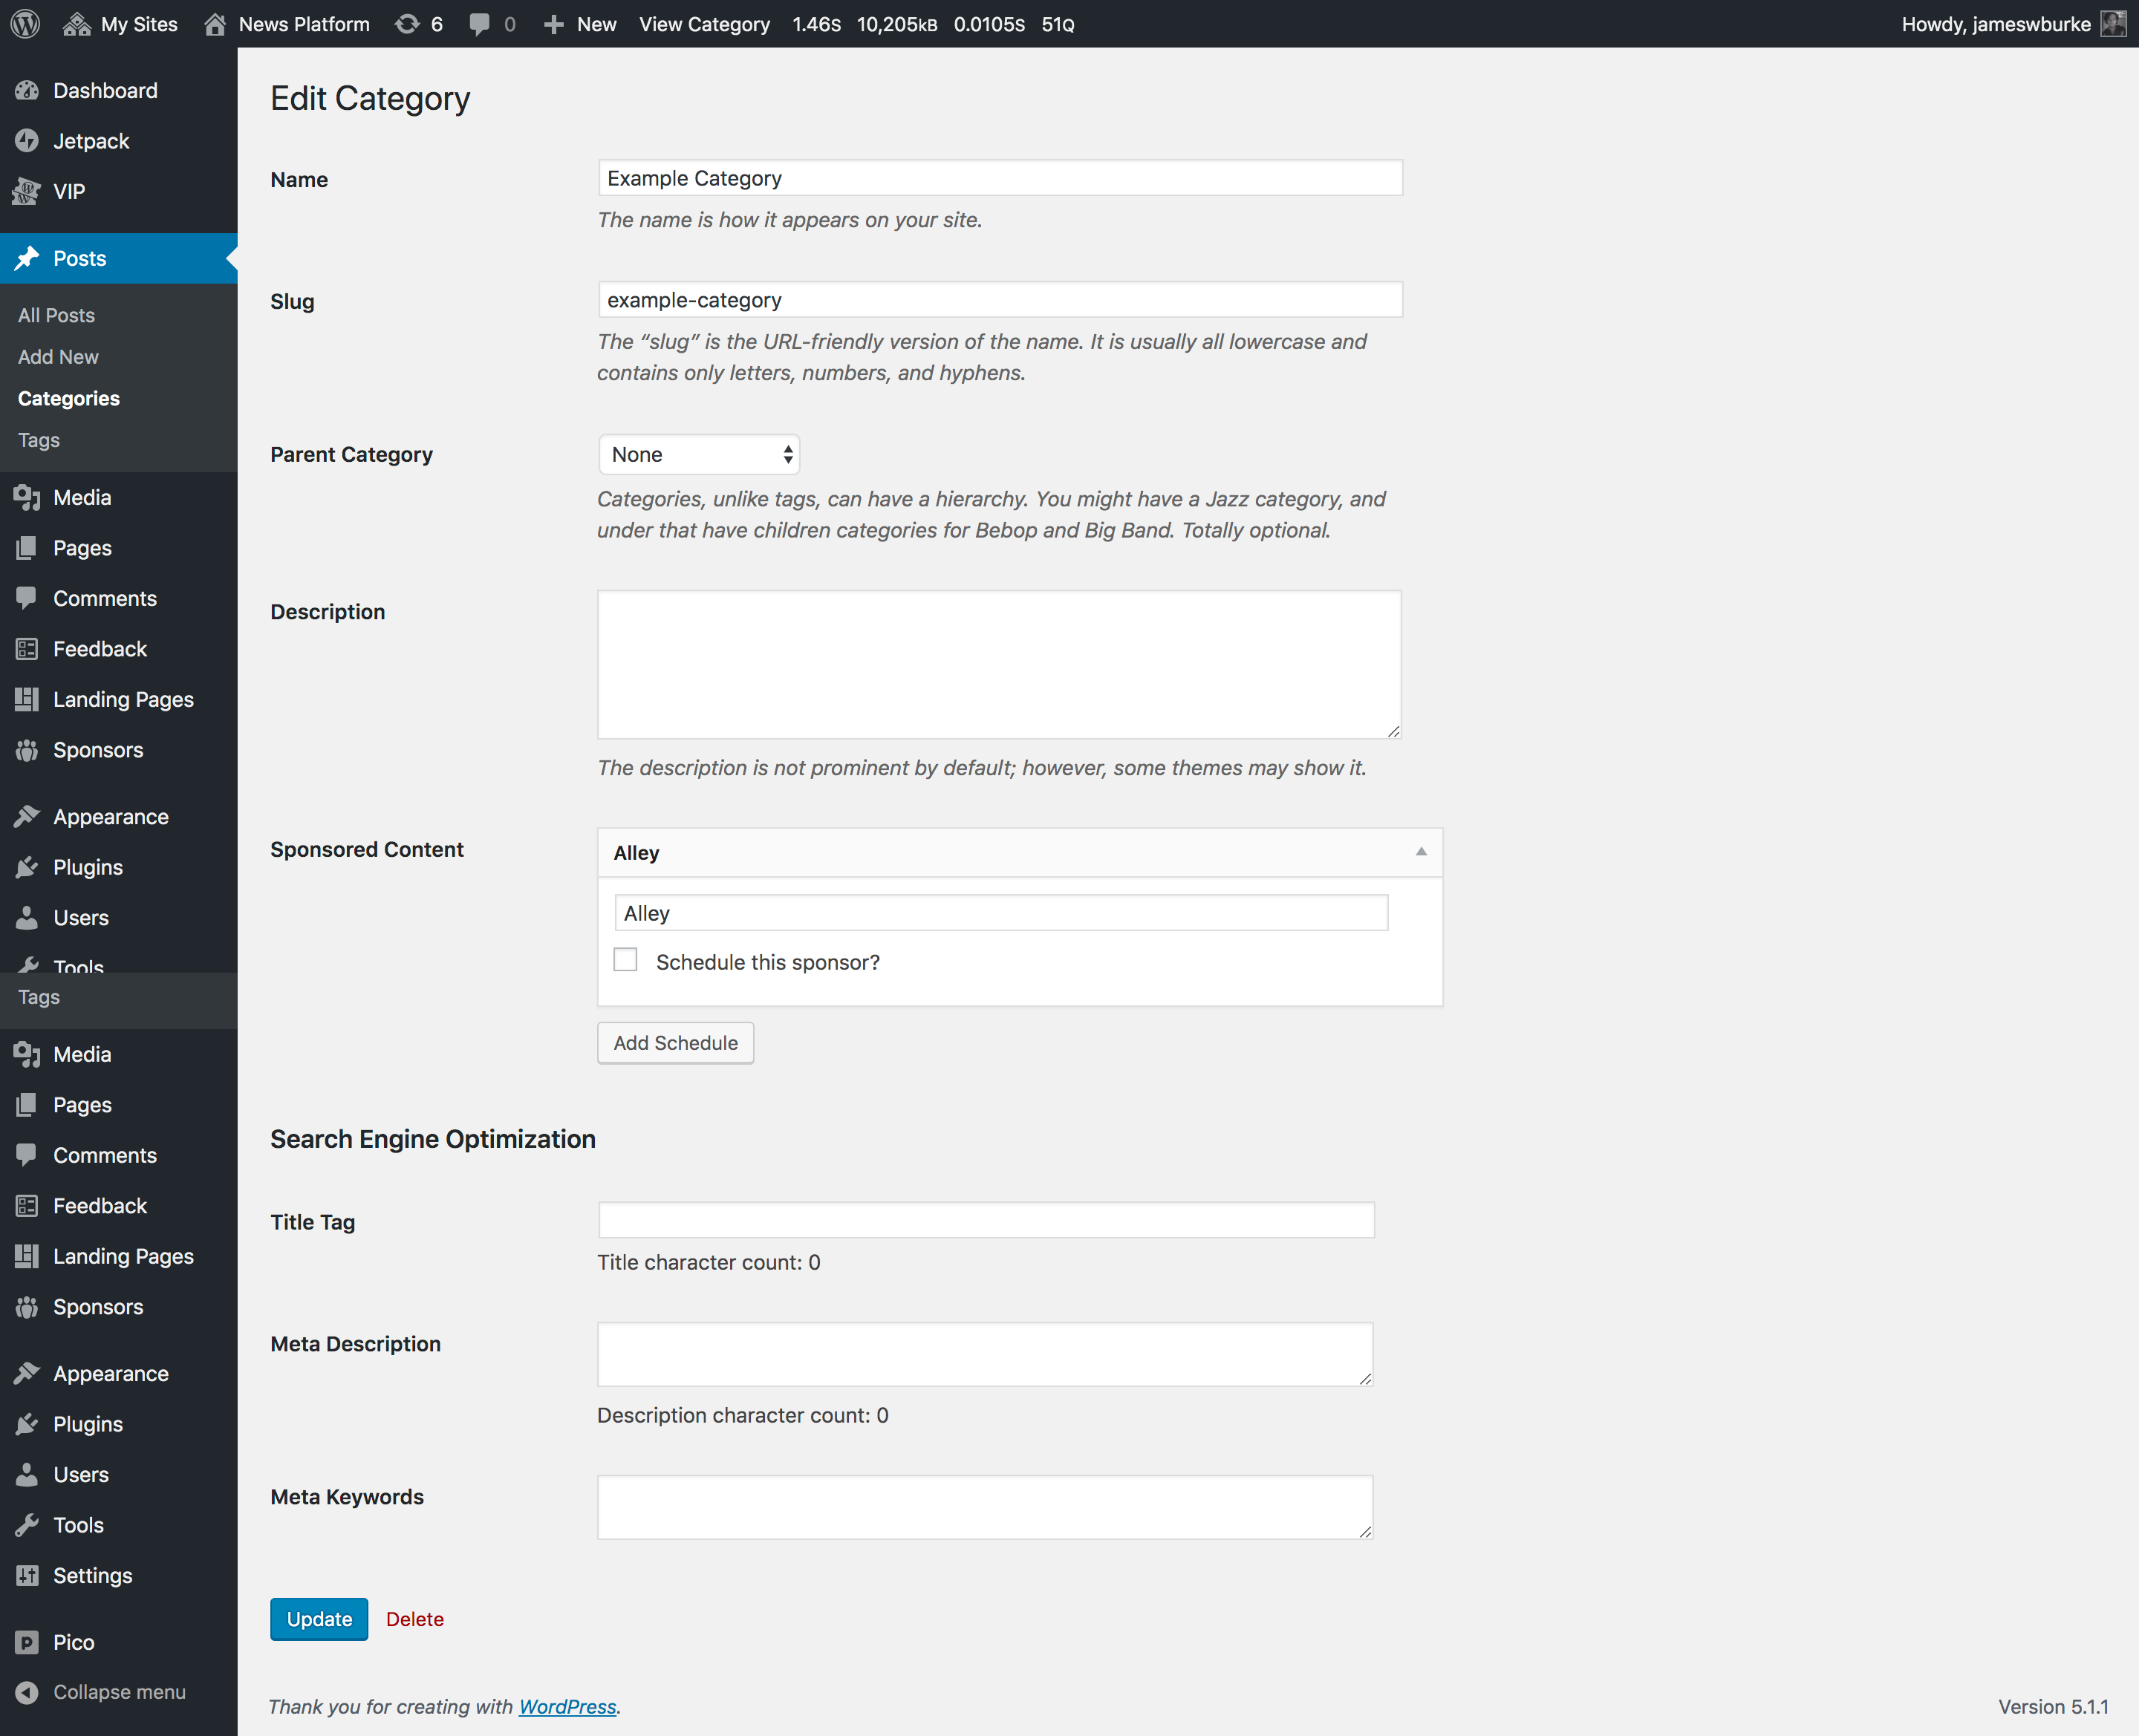 My Sites News Platform 6 0 New View Category 1.46S 10,205KB 0.0105S 51Q Howdy, jameswburke
Dashboard
Jetpack
VIP
Posts
All Posts
Add New
Categories
Tags
Media
Pages
Comments
Feedback
Landing Pages
Sponsors
Appearance
Plugins
Users
Tools
Tags
Media
Pages
Comments
Feedback
Landing Pages
Sponsors
Appearance
Plugins
Users
Tools
Settings
Pico
Collapse menu
Edit Category
Name
Example Category
The name is how it appears on your site.
Slug
example-category
The “slug” is the URL-friendly version of the name. It is usually all lowercase and
contains only letters, numbers, and hyphens.
Parent Category
None
Categories, unlike tags, can have a hierarchy. You might have a Jazz category, and
under that have children categories for Bebop and Big Band. Totally optional.
Description
The description is not prominent by default; however, some themes may show it.
Sponsored Content
Alley
Alley
Schedule this sponsor?
Add Schedule
Search Engine Optimization
Title Tag
Title character count: 0
Meta Description
Description character count: 0
Meta Keywords
Update Delete
Thank you for creating with WordPress.
Version 5.1.1